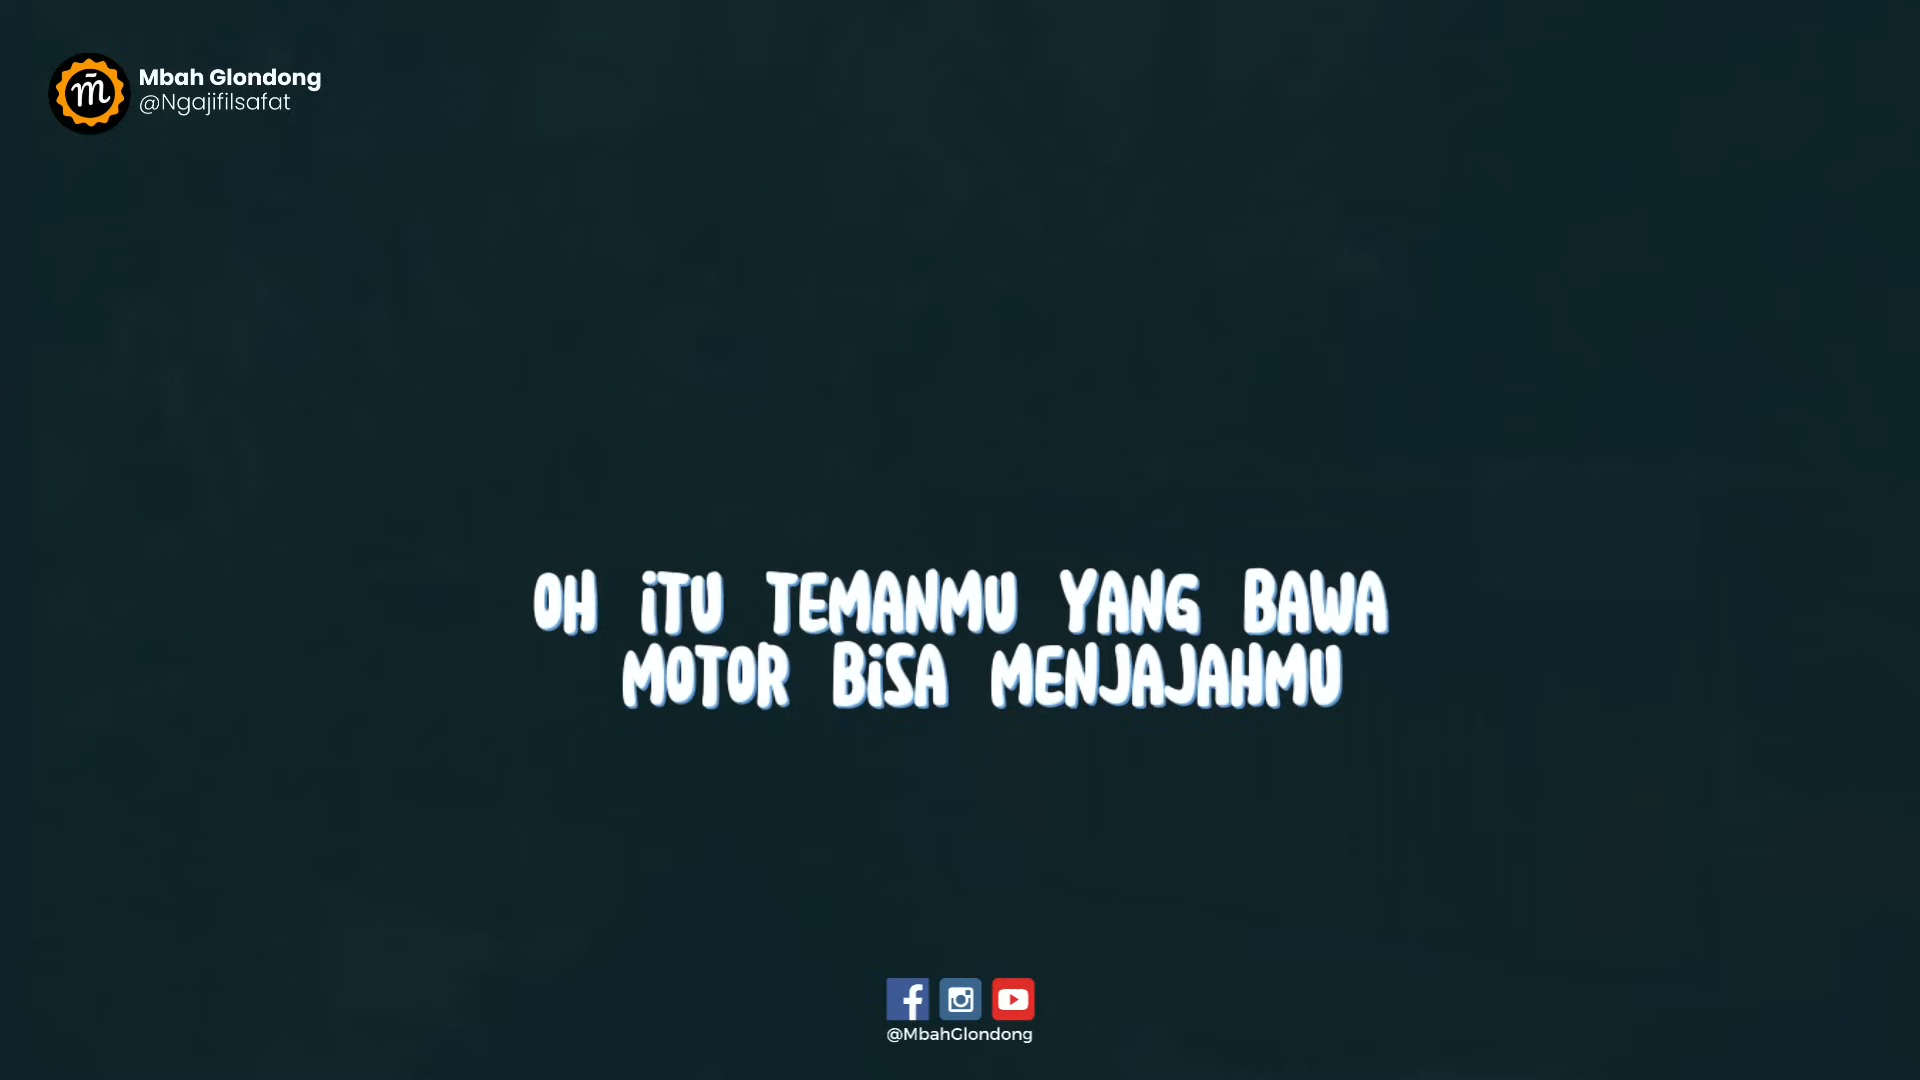 Mbah Glondong
@Ngajifilsafat
OH iTU TEMANMU YANG BAWA
MOTOR BiSA MENJAJAHMU
@MbahGlondong